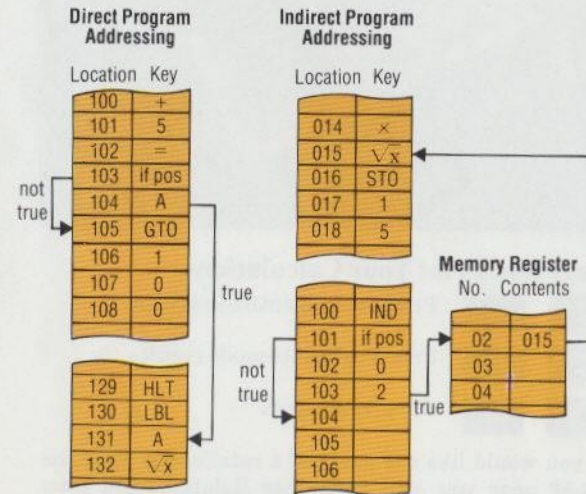 Direct Program
Addressing
Location Key
100 +
101 5
102 =
103 if pos
104 A
105 GTO
106 1
107 0
108 0
not
true
true
129 HLT
130 LBL
131 A
132 √x
Indirect Program
Addressing
Location Key
014 ×
015 √x
016 STO
017 1
018 5
100 IND
101 if pos
102 0
103 2
104
105
106
not
true
true
Memory Register
No. Contents
02 015
03
04